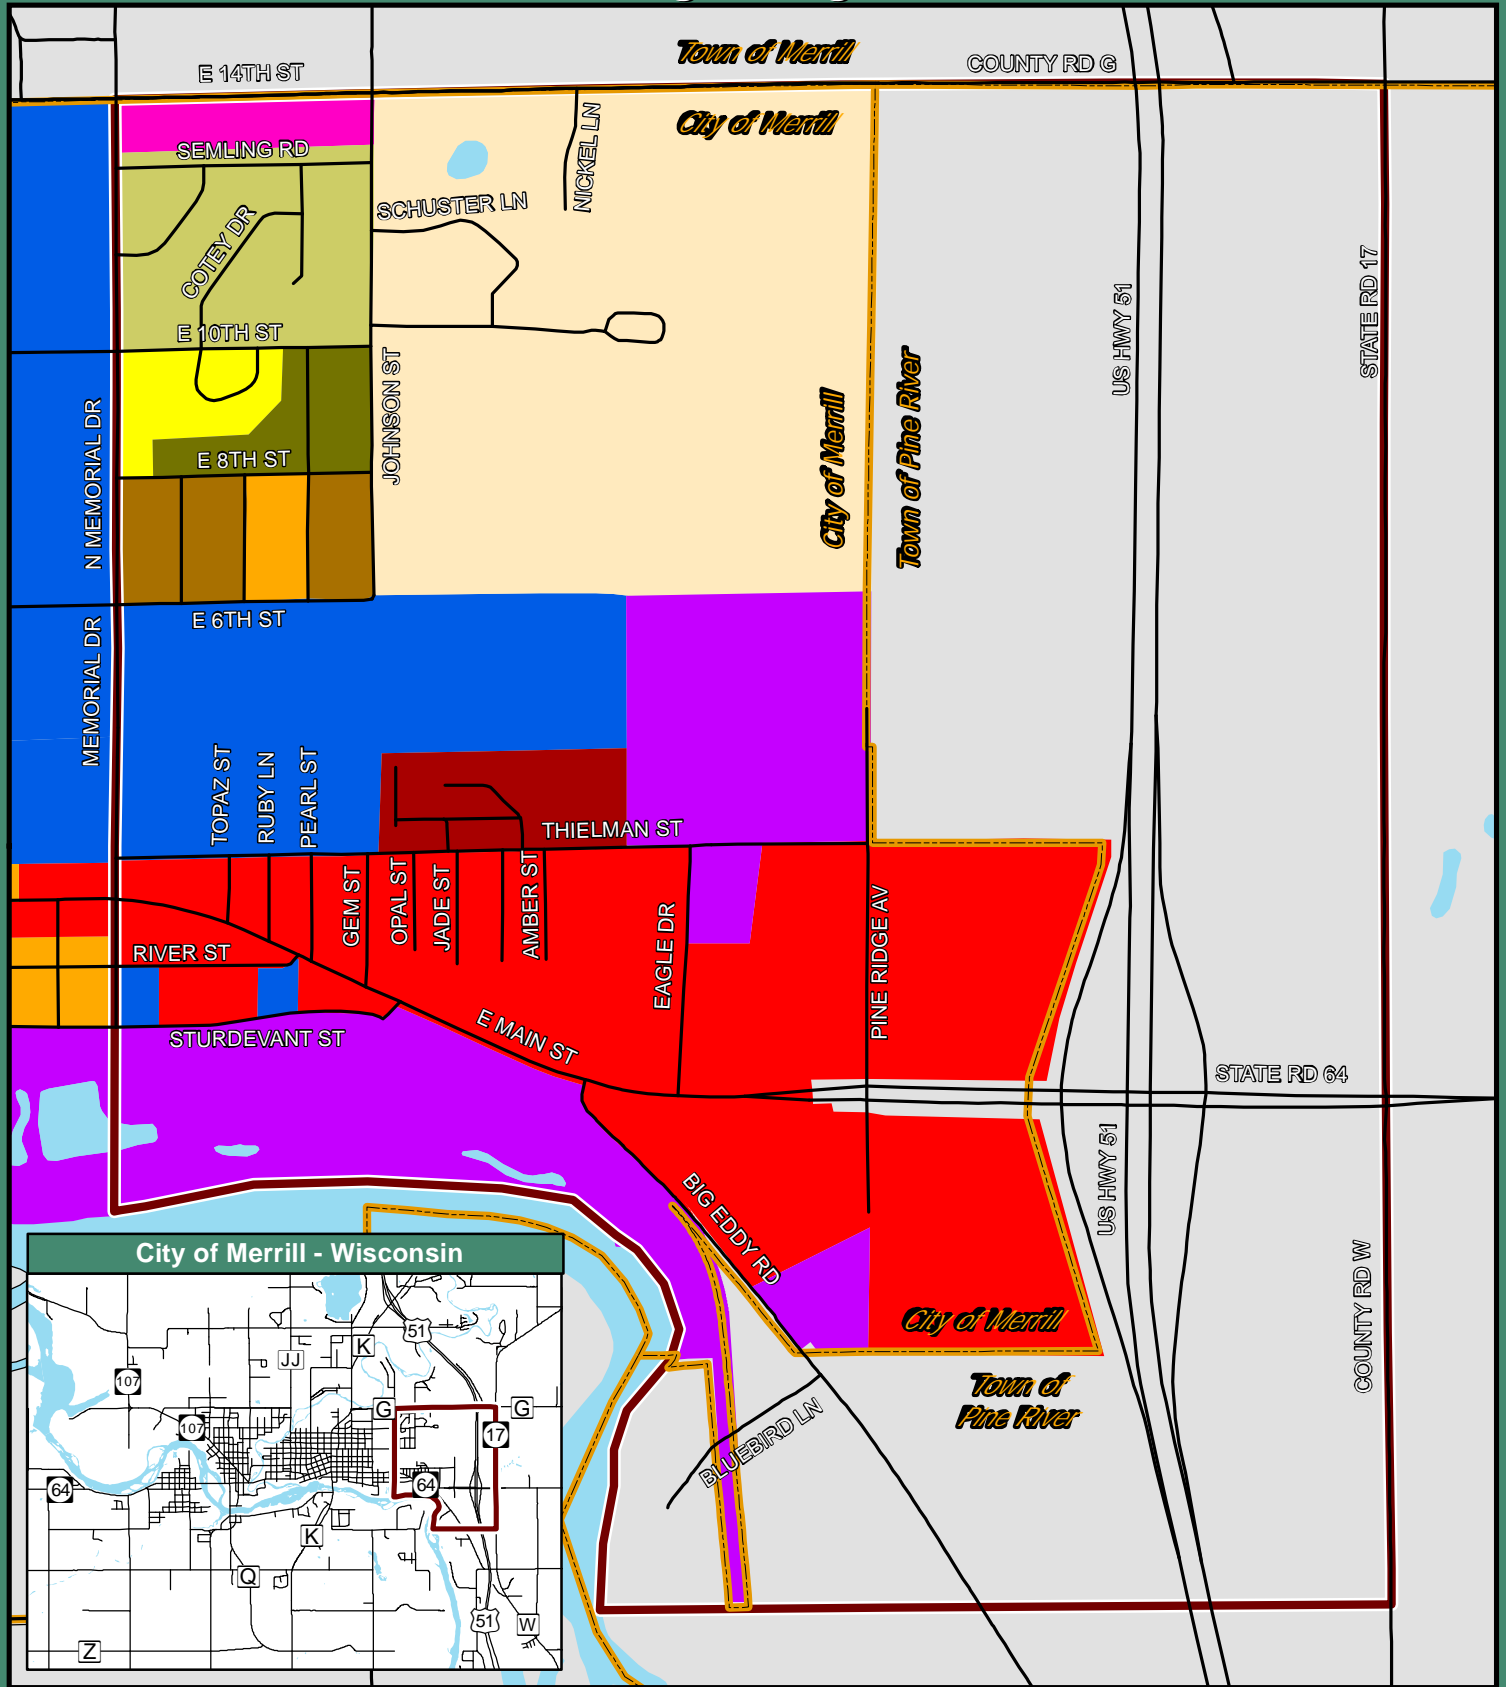 Town of Merrill
COUNTY RD G
E 14TH ST
City of Merrill
SEMLING RD
NICKEL LN
SCHUSTER LN
COTEY DR
E 10TH ST
JOHNSON ST
E 8TH ST
N MEMORIAL DR
City of Merrill
Town of Pine River
US HWY 51
STATE RD 17
E 6TH ST
MEMORIAL DR
TOPAZ ST
RUBY LN
PEARL ST
THIELMAN ST
GEM ST
OPAL ST
JADE ST
AMBER ST
EAGLE DR
PINE RIDGE AV
RIVER ST
STURDEVANT ST
E MAIN ST
STATE RD 64
US HWY 51
BIG EDDY RD
City of Merrill
Town of
Pine River
COUNTY RD W
BLUEBIRD LN
City of Merrill - Wisconsin
51
K
JJ
107
G
G
107
17
64
64
K
Q
51
W
Z